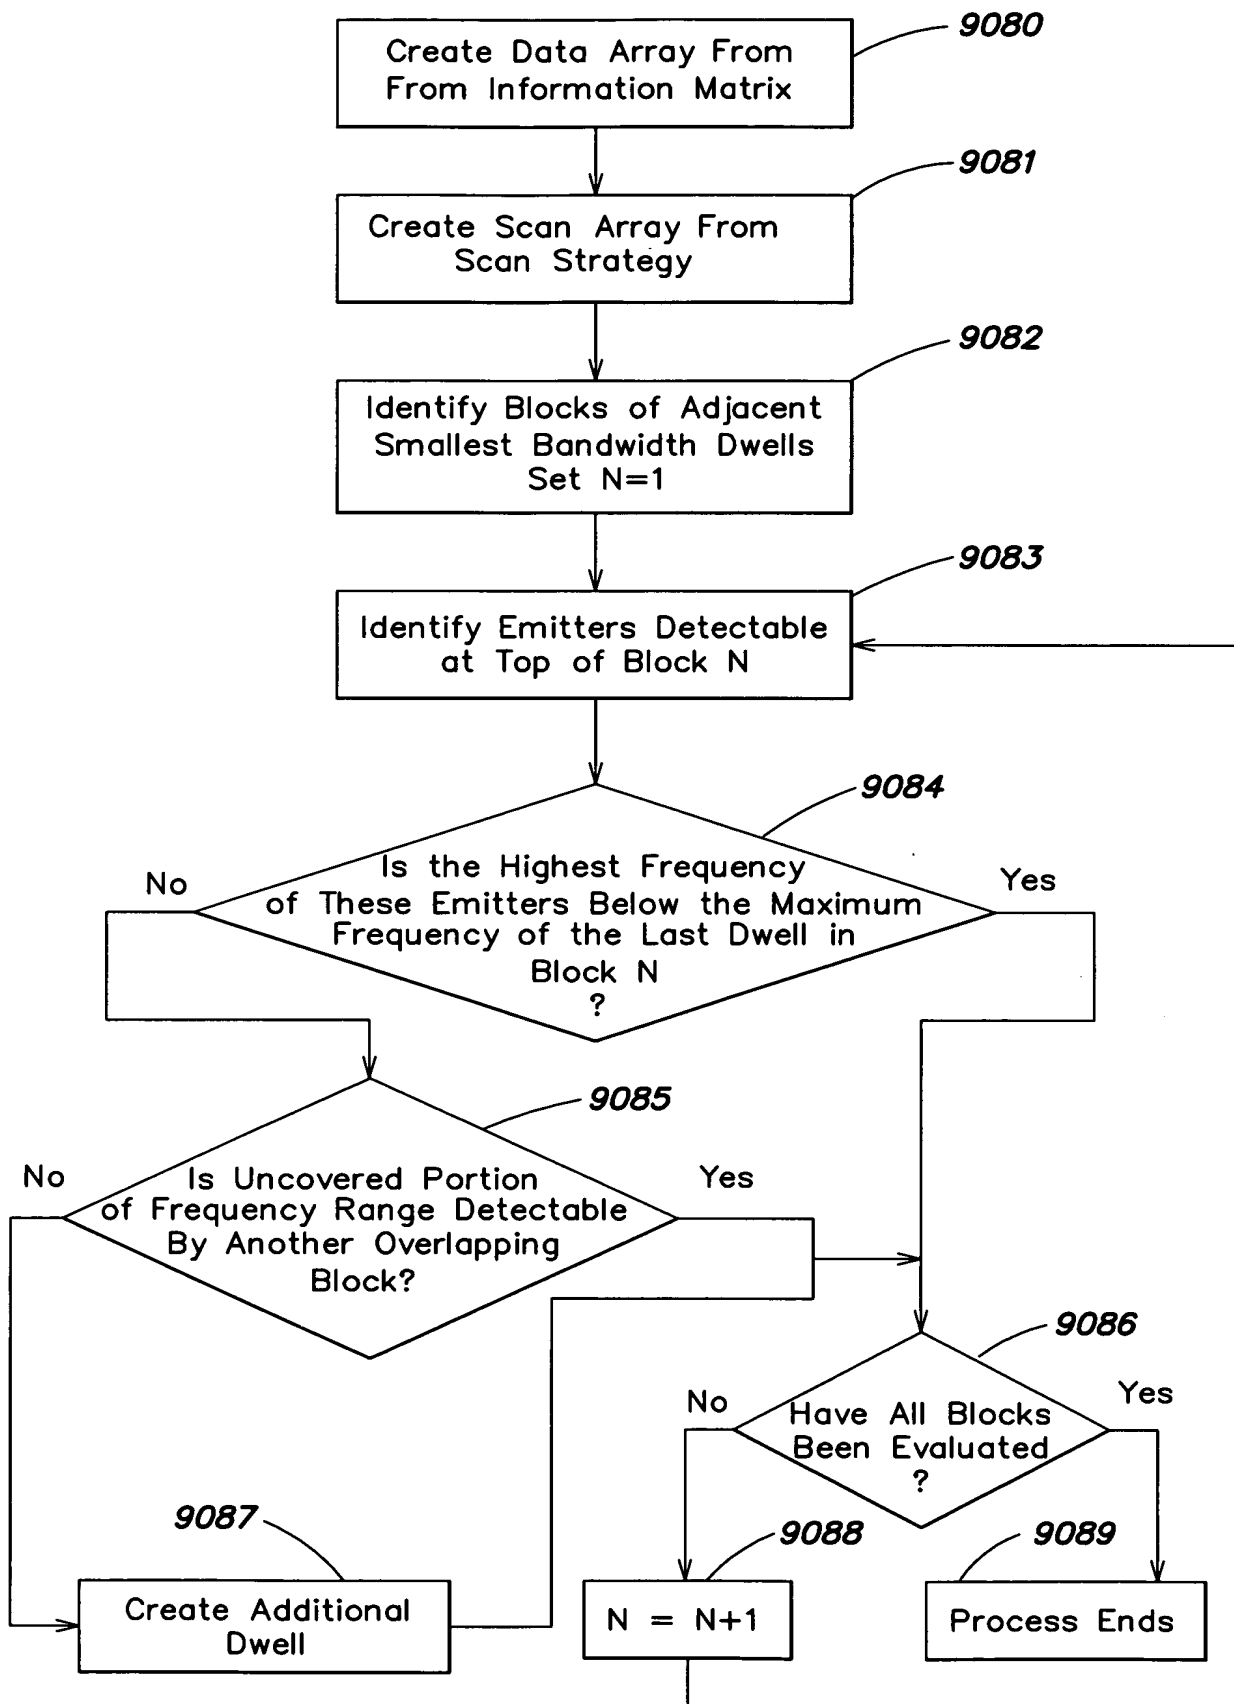 9080
Create Data Array From
From Information Matrix
9081
Create Scan Array From
Scan Strategy
9082
Identify Blocks of Adjacent
Smallest Bandwidth Dwells
Set N=1
9083
Identify Emitters Detectable
at Top of Block N
9084
No
Yes
Is the Highest Frequency
of These Emitters Below the Maximum
Frequency of the Last Dwell in
Block N
?
9085
No
Yes
Is Uncovered Portion
of Frequency Range Detectable
By Another Overlapping
Block?
9086
No
Yes
Have All Blocks
Been Evaluated
?
9087
Create Additional
Dwell
9088
N = N+1
9089
Process Ends